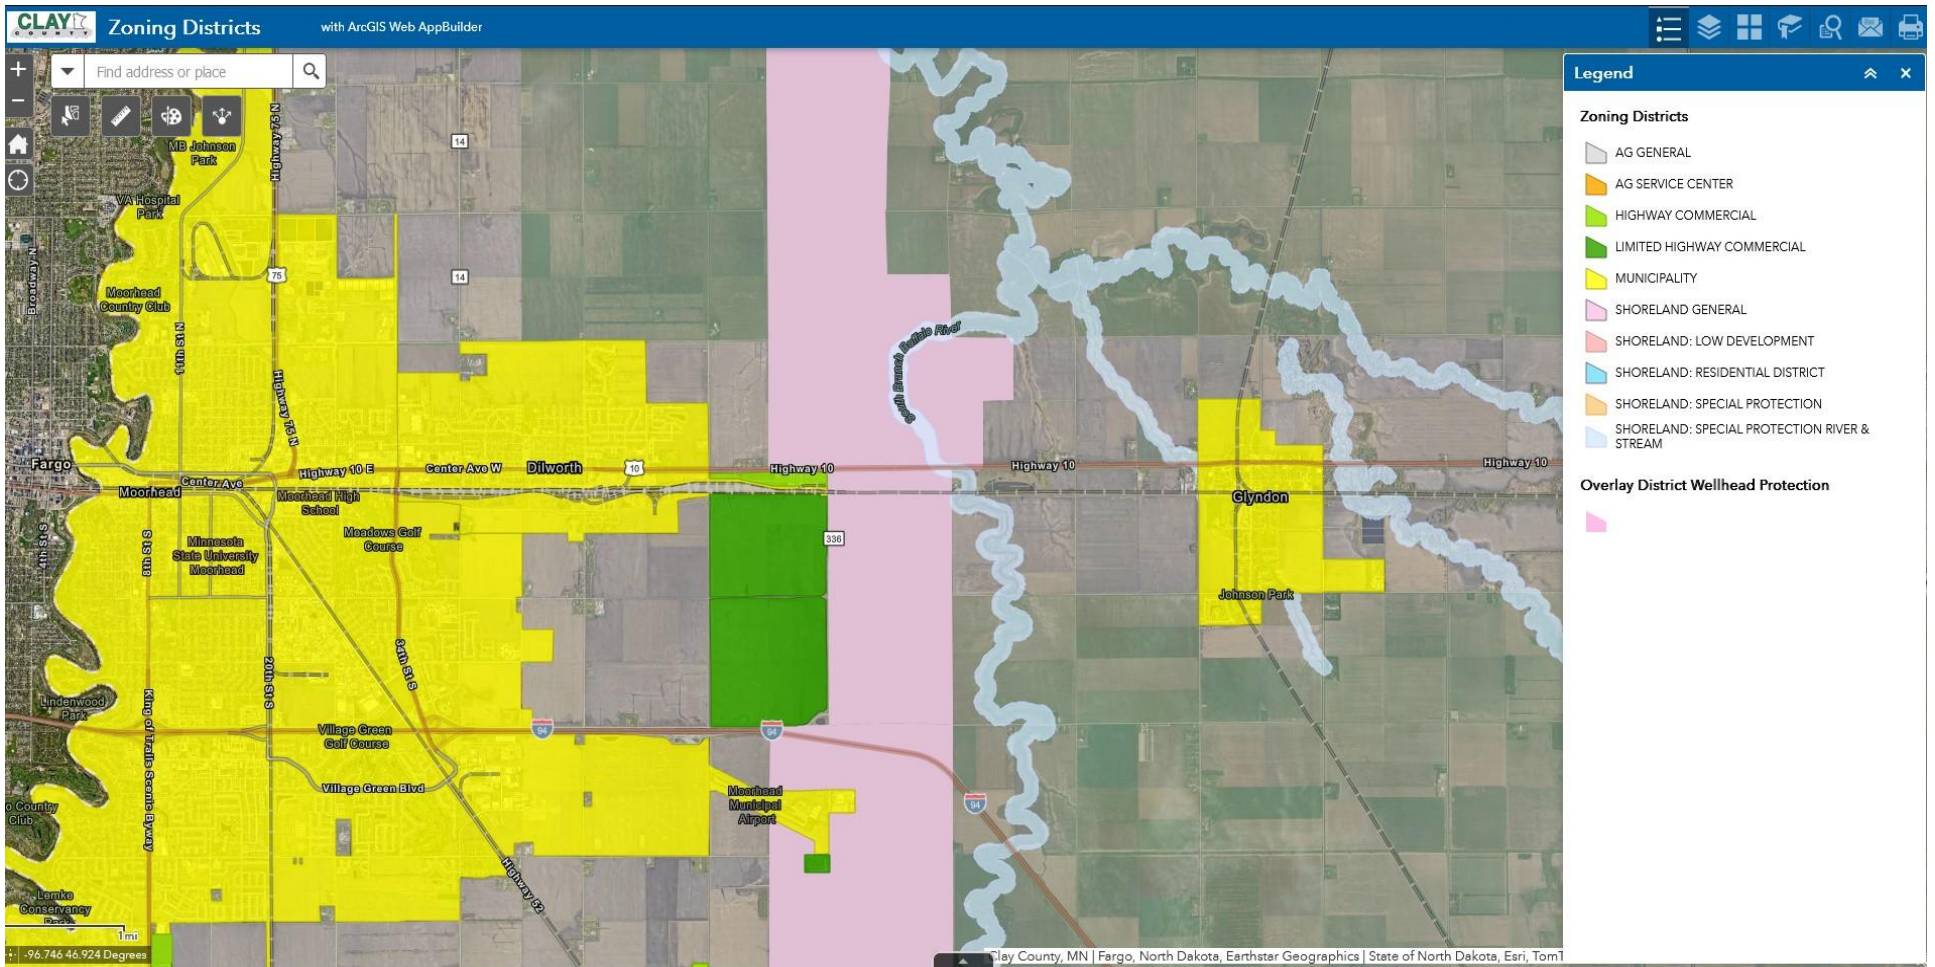 CLAY
COUNTY
Zoning Districts
with ArcGIS Web AppBuilder
Find address or place
Legend
Zoning Districts
AG GENERAL
AG SERVICE CENTER
HIGHWAY COMMERCIAL
LIMITED HIGHWAY COMMERCIAL
MUNICIPALITY
SHORELAND GENERAL
SHORELAND: LOW DEVELOPMENT
SHORELAND: RESIDENTIAL DISTRICT
SHORELAND: SPECIAL PROTECTION
SHORELAND: SPECIAL PROTECTION RIVER &
STREAM
Overlay District Wellhead Protection
Highway 75 N
MB Johnson
Park
14
VA Hospital
Park
Broadway N
75
14
Moorhead
Country Club
11th St N
South Branch Buffalo River
Highway 75 N
Fargo
Highway 10 E
Center Ave W
Dilworth
10
Highway 10
Highway 10
Highway 10
Center Ave
Moorhead
Moorhead High
School
Glyndon
4th St S
8th St S
Meadows Golf
Course
336
Minnesota
State University
Moorhead
Johnson Park
34th St S
20th St S
Lindenwood
Park
King of Trails Scenic Byway
Village Green
Golf Course
94
94
Village Green Blvd
Moorhead
Municipal
Airport
94
o Country
Club
Highway 52
Lemke
Conservancy
Park
1mi
-96.746 46.924 Degrees
Clay County, MN | Fargo, North Dakota, Earthstar Geographics | State of North Dakota, Esri, TomT